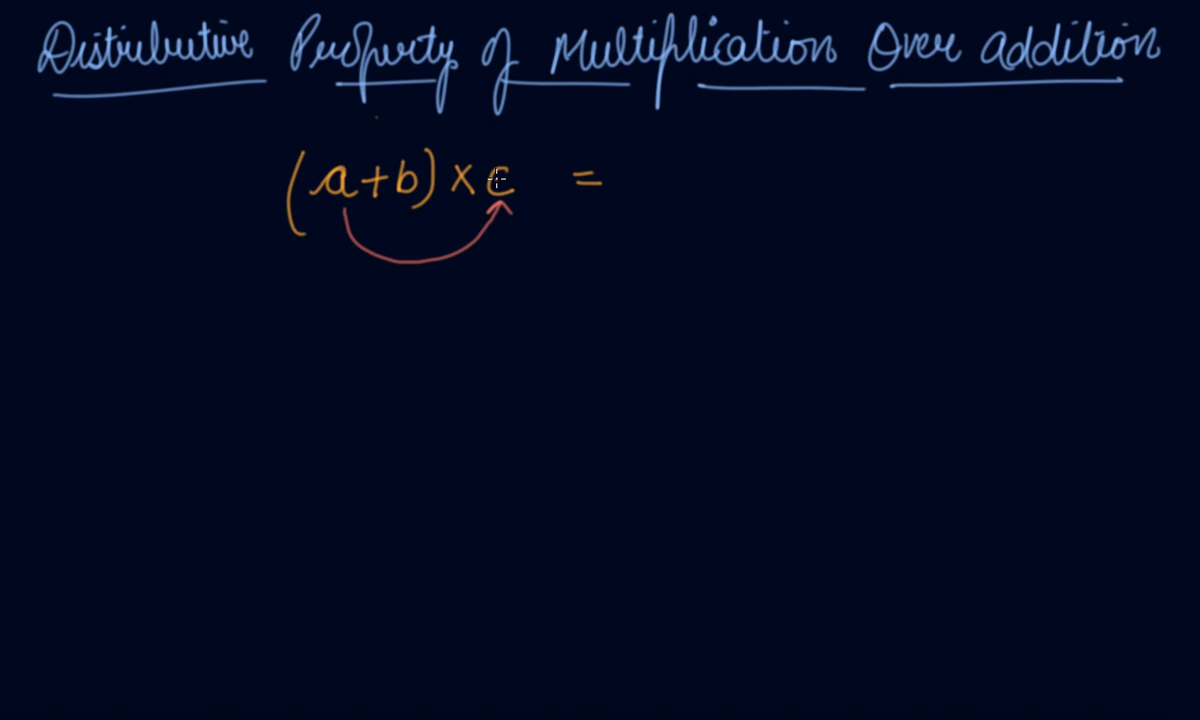 Distributive Property of Multiplication Over addition
(a+b) × c =